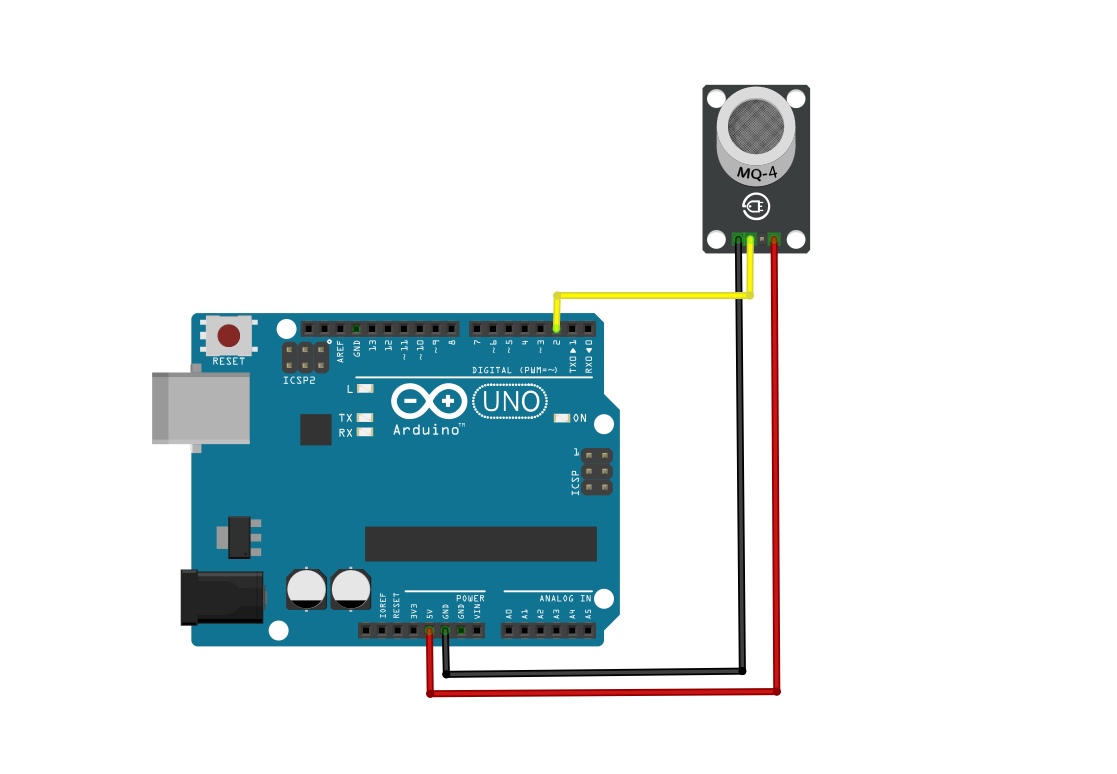 MQ-4
RESET
ICSP2
AREF
GND
13
12
~11
~10
~9
8
7
~6
~5
4
~3
2
TX0▶1
RX0◀0
DIGITAL (PWM=~)
L
TX
RX
UNO
Arduino™
ON
1
ICSP
POWER
ANALOG IN
IOREF
RESET
3V3
5V
GND
GND
VIN
A0
A1
A2
A3
A4
A5